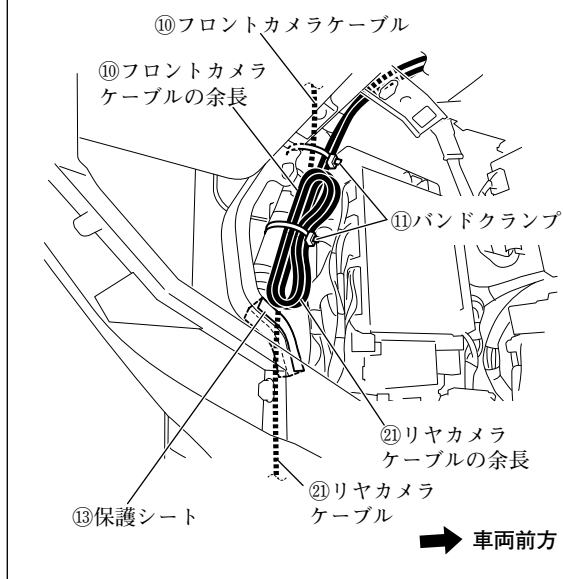 ⑩フロントカメラケーブル
⑩フロントカメラ
ケーブルの余長
⑪バンドクランプ
㉑リヤカメラ
ケーブルの余長
㉑リヤカメラ
ケーブル
⑬保護シート
車両前方